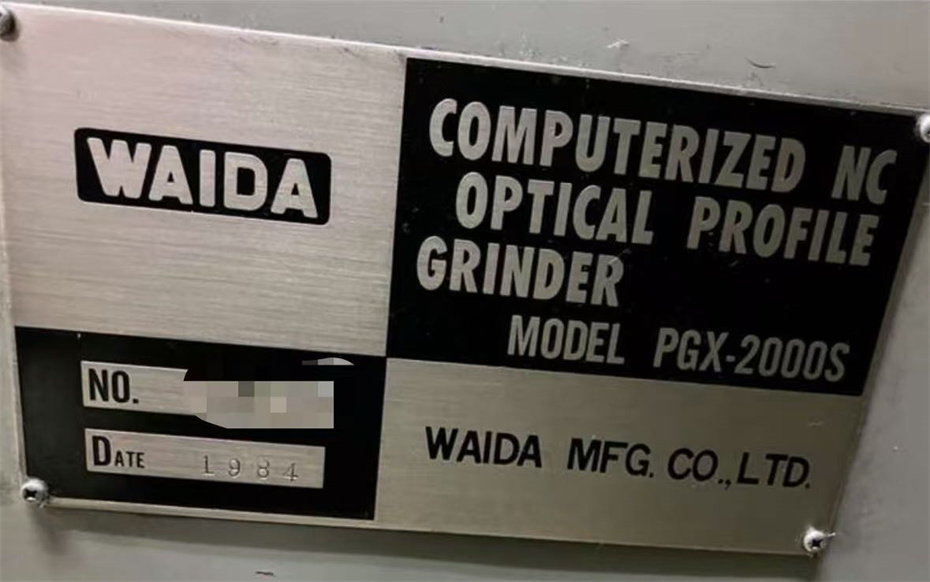 WAIDA
COMPUTERIZED NC
OPTICAL PROFILE
GRINDER
MODEL PGX-2000S
NO.
DATE 1984
WAIDA MFG. CO., LTD.